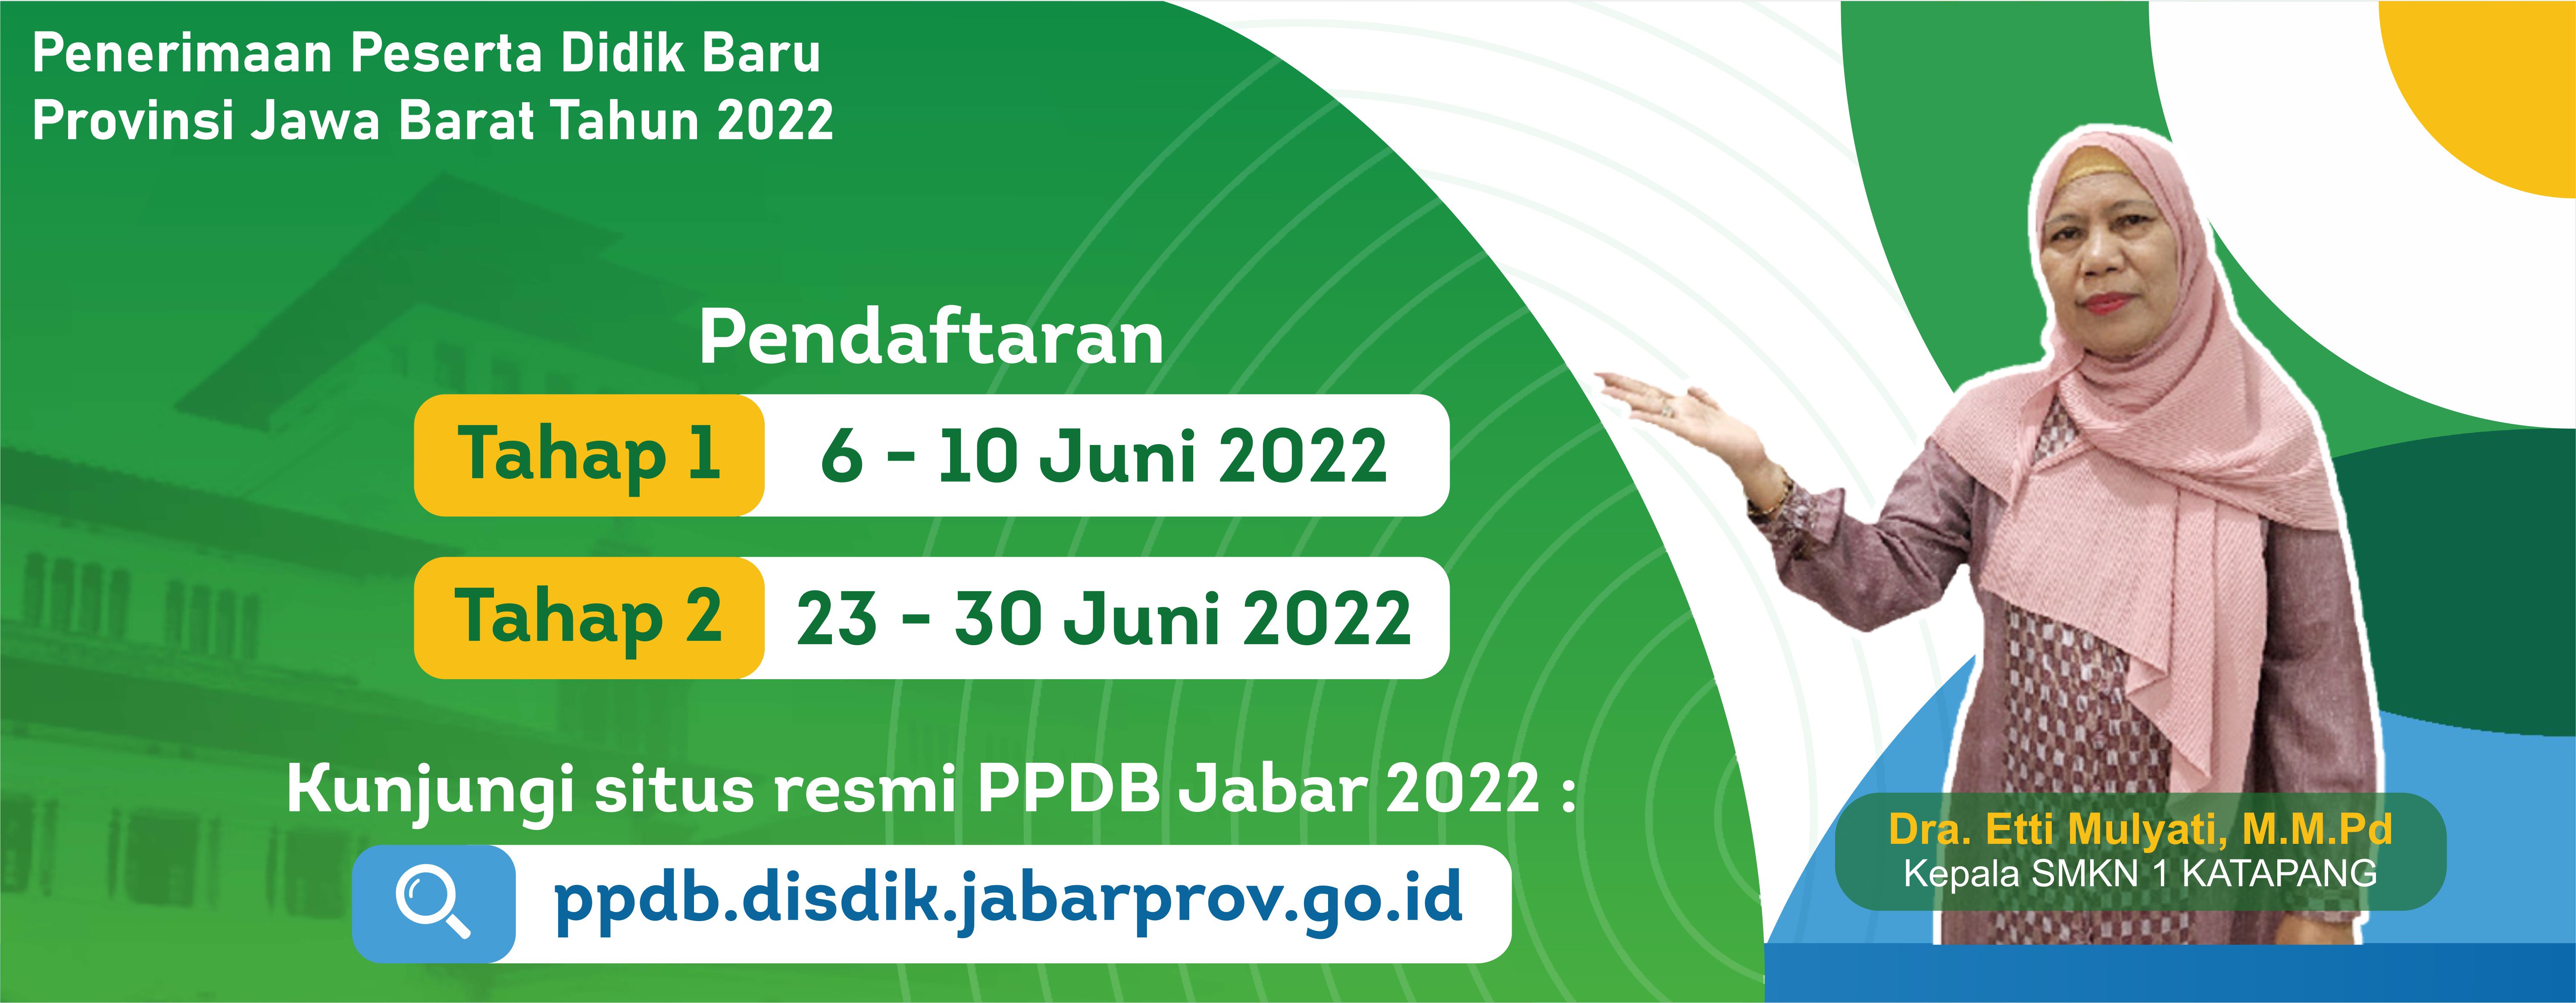 Penerimaan Peserta Didik Baru
Provinsi Jawa Barat Tahun 2022
Pendaftaran
Tahap 1 6 - 10 Juni 2022
Tahap 2 23 - 30 Juni 2022
Kunjungi situs resmi PPDB Jabar 2022 :
ppdb.disdik.jabarprov.go.id
Dra. Etti Mulyati, M.M.Pd
Kepala SMKN 1 KATAPANG